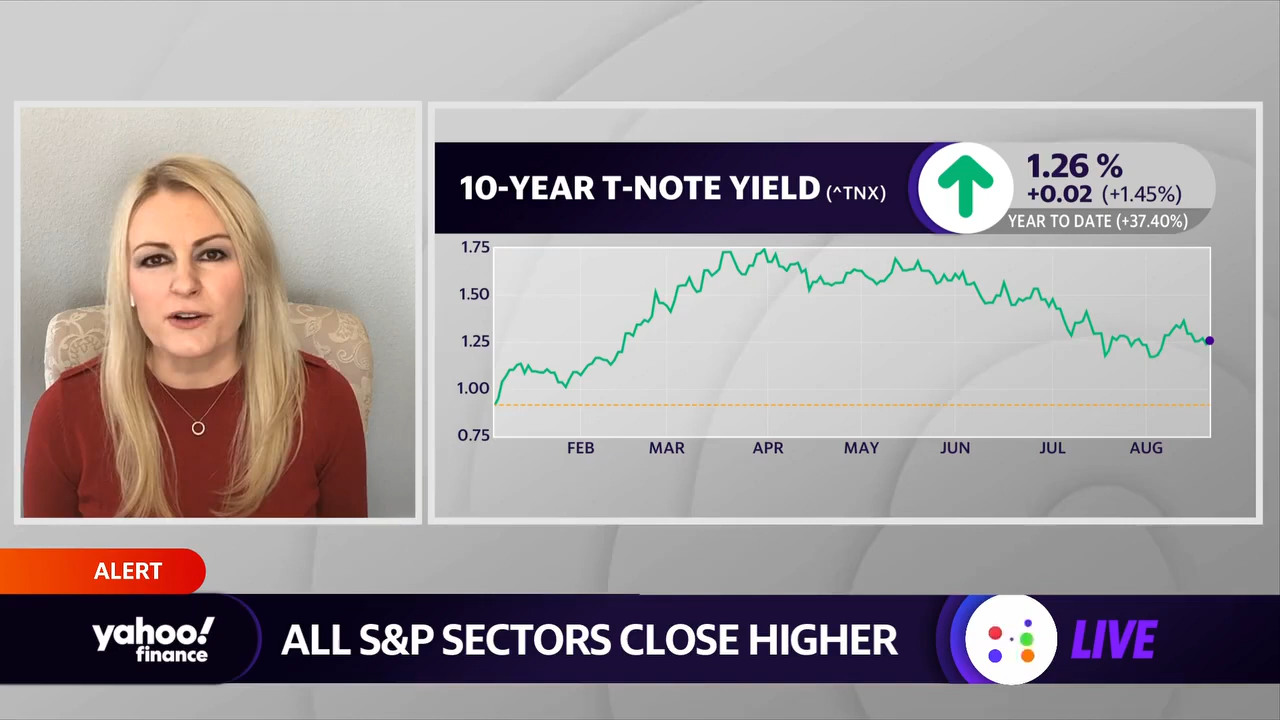 10-YEAR T-NOTE YIELD (^TNX)
1.26 %
+0.02 (+1.45%)
YEAR TO DATE (+37.40%)
1.75
1.50
1.25
1.00
0.75
FEB MAR APR MAY JUN JUL AUG
ALERT
yahoo!
finance
ALL S&P SECTORS CLOSE HIGHER
LIVE